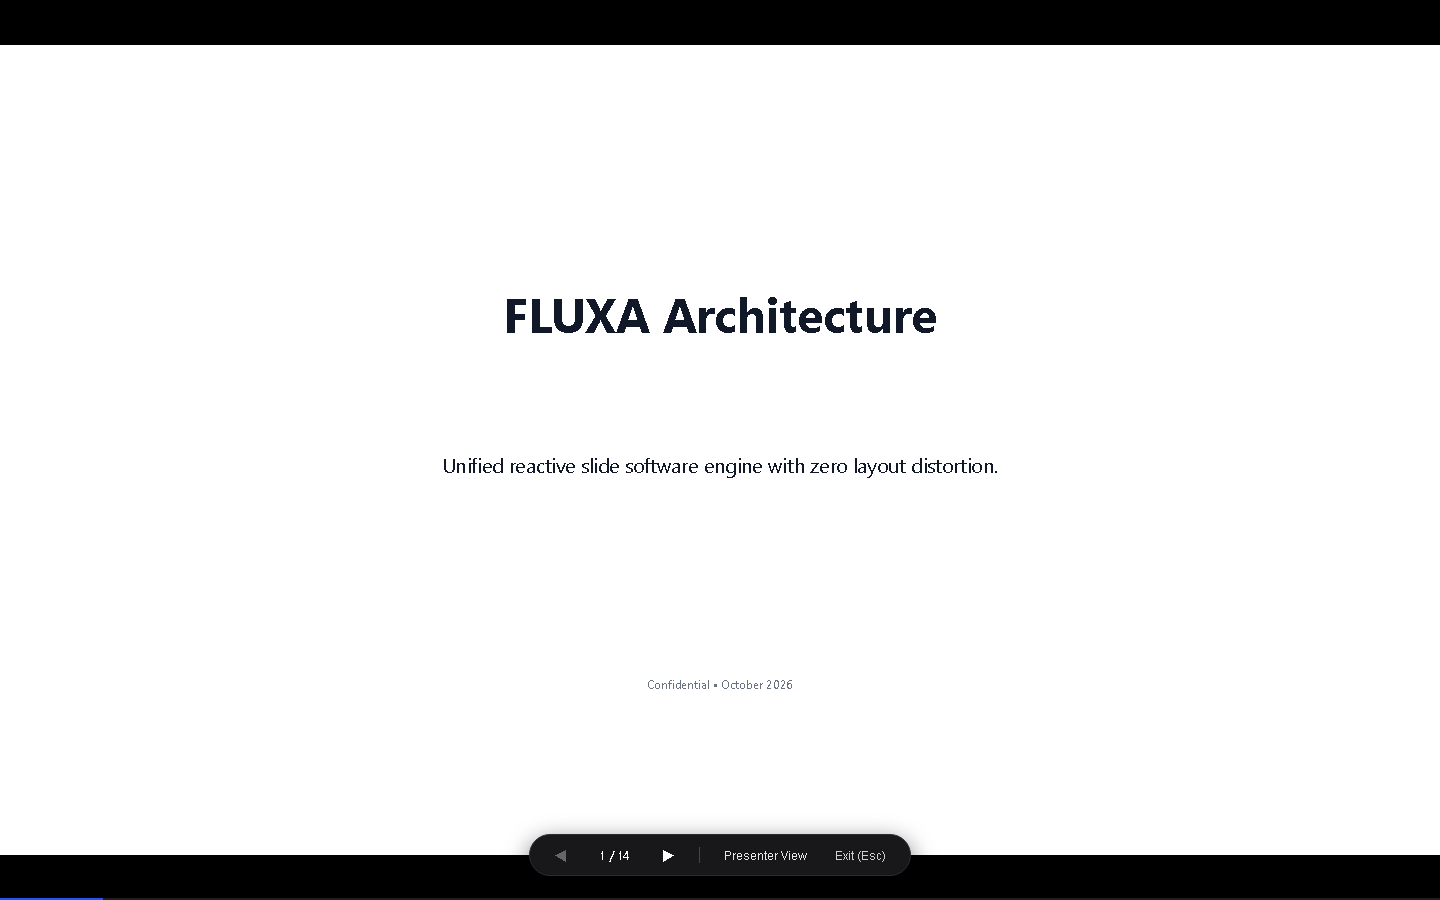 FLUXA Architecture
Unified reactive slide software engine with zero layout distortion.
Confidential • October 2026
◀ 1 / 14 ▶ Presenter View Exit (Esc)